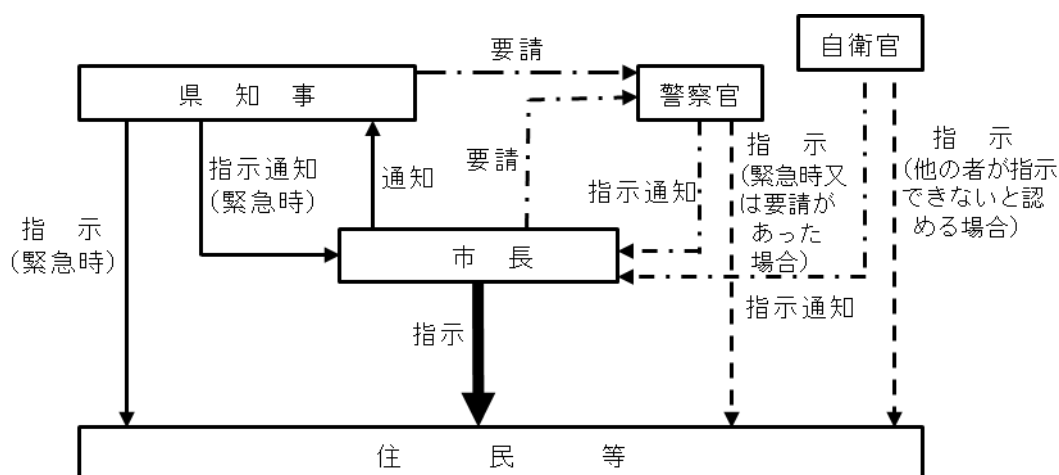 要請
自衛官
県 知 事
警察官
要請
指示通知
(緊急時)
通知
指示通知
指 示
(緊急時又
は要請が
あった
場合)
指 示
(他の者が指示
できないと認
める場合)
指 示
(緊急時)
市 長
指示通知
指示
住 民 等